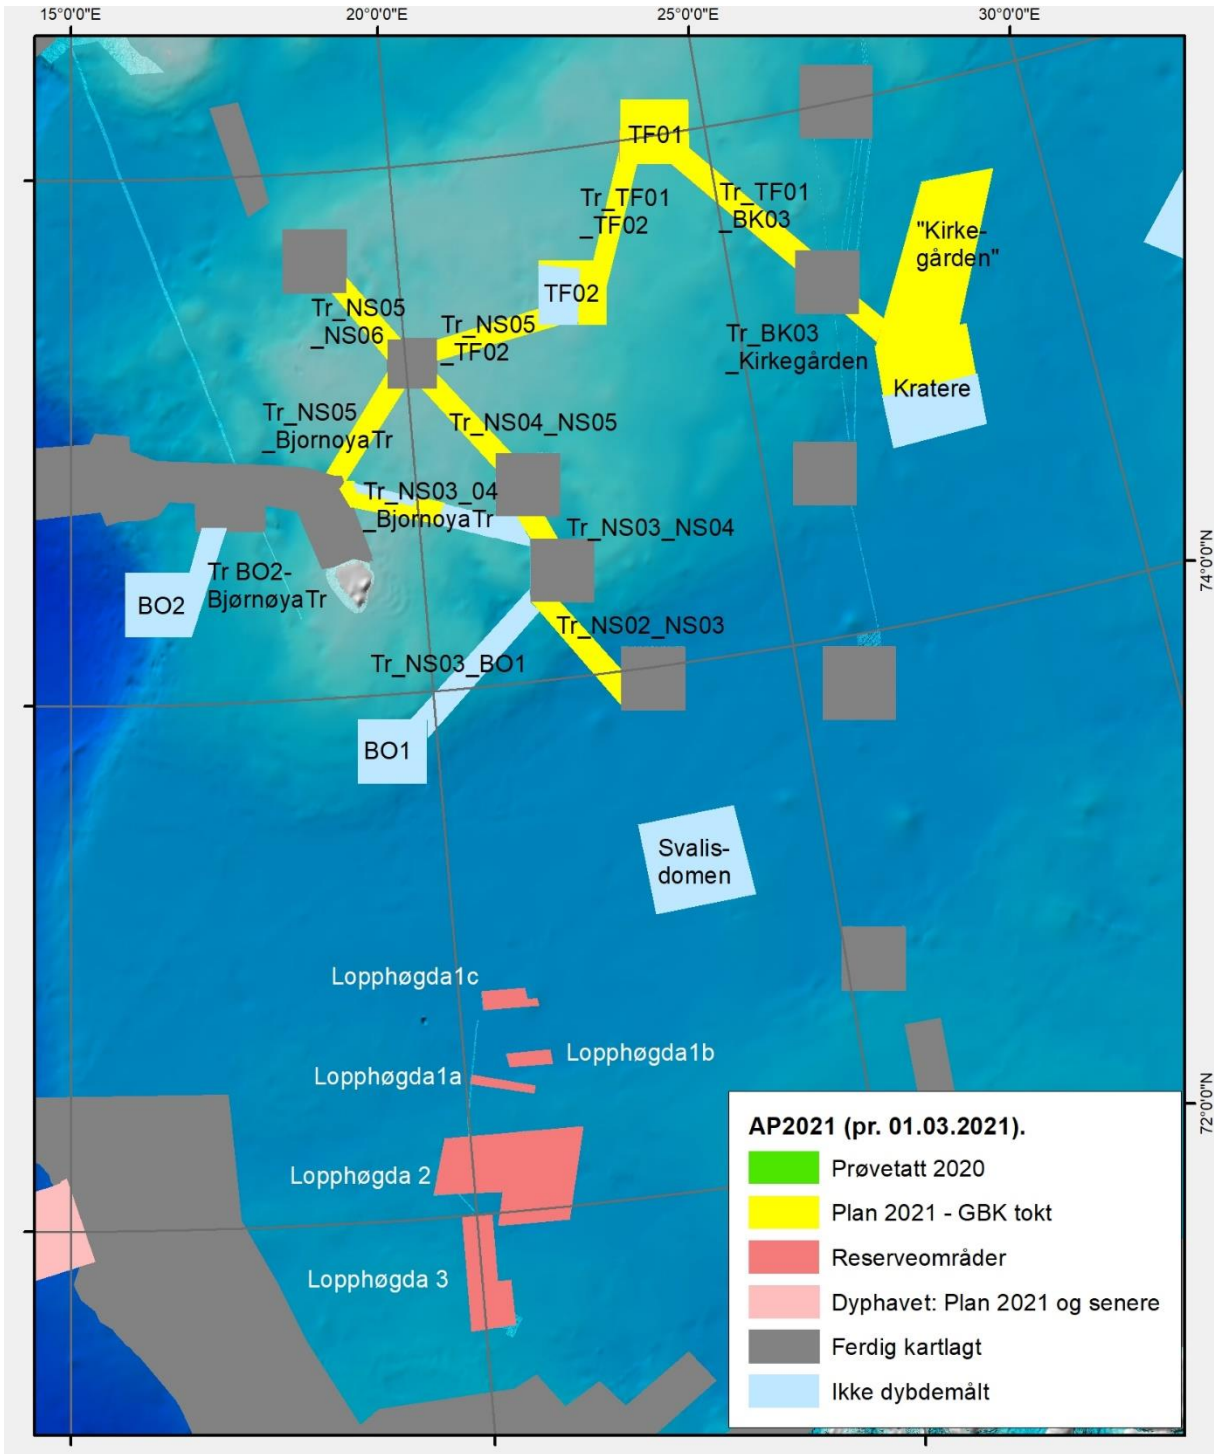 15°0'0"E
20°0'0"E
25°0'0"E
30°0'0"E
TF01
Tr_TF01
_TF02
Tr_TF01
_BK03
"Kirke-
gården"
TF02
Tr_NS05
_NS06
Tr_NS05
_TF02
Tr_BK03
_Kirkegården
Kratere
Tr_NS05
_BjornoyaTr
Tr_NS04_NS05
Tr_NS03_04
_BjornoyaTr
Tr_NS03_NS04
74°0'0"N
Tr BO2-
BjørnøyaTr
BO2
Tr_NS02_NS03
Tr_NS03_BO1
BO1
Svalis-
domen
Lopphøgda1c
Lopphøgda1b
Lopphøgda1a
72°0'0"N
Lopphøgda 2
Lopphøgda 3
AP2021 (pr. 01.03.2021).
Prøvetatt 2020
Plan 2021 - GBK tokt
Reserveområder
Dyphavet: Plan 2021 og senere
Ferdig kartlagt
Ikke dybdemålt